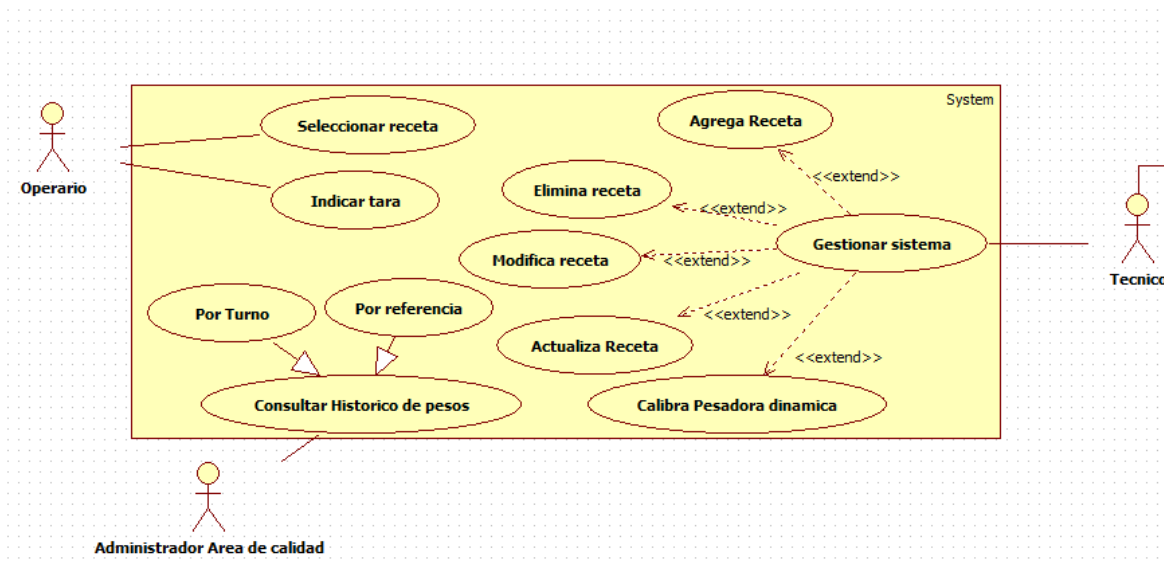 System
Seleccionar receta
Agrega Receta
Operario
Indicar tara
Elimina receta
<<extend>>
<<extend>>
Modifica receta
<<extend>>
Gestionar sistema
Tecnico
Por Turno
Por referencia
<<extend>>
Actualiza Receta
<<extend>>
Consultar Historico de pesos
Calibra Pesadora dinamica
Administrador Area de calidad